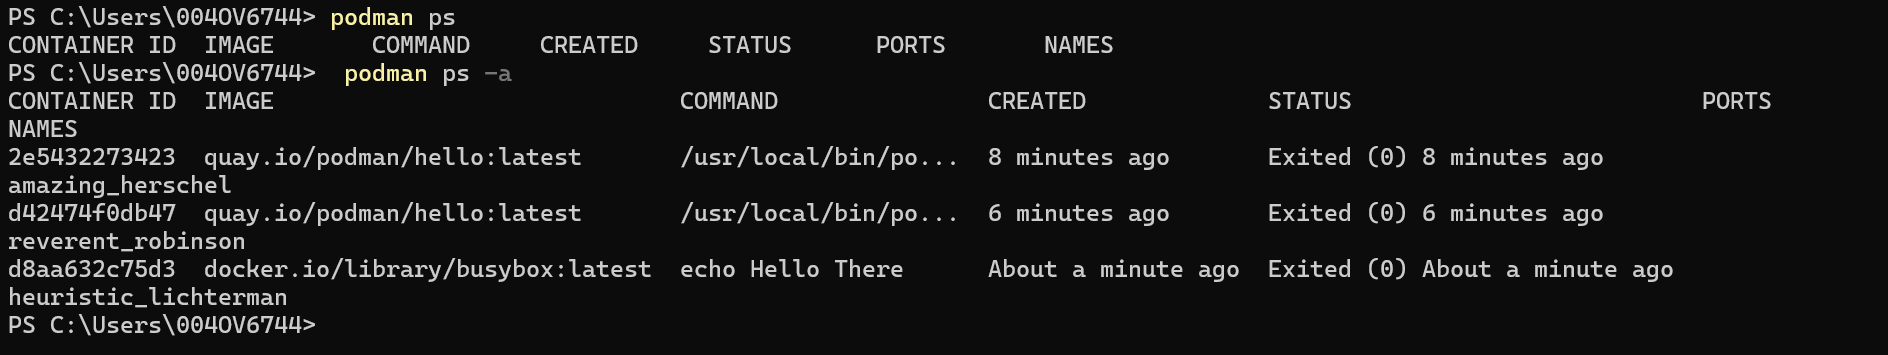 PS C:\Users\004OV6744> podman ps
CONTAINER ID  IMAGE       COMMAND     CREATED     STATUS      PORTS       NAMES
PS C:\Users\004OV6744>  podman ps -a
CONTAINER ID  IMAGE                             COMMAND               CREATED             STATUS                         PORTS
NAMES
2e5432273423  quay.io/podman/hello:latest       /usr/local/bin/po...  8 minutes ago       Exited (0) 8 minutes ago
amazing_herschel
d42474f0db47  quay.io/podman/hello:latest       /usr/local/bin/po...  6 minutes ago       Exited (0) 6 minutes ago
reverent_robinson
d8aa632c75d3  docker.io/library/busybox:latest  echo Hello There      About a minute ago  Exited (0) About a minute ago
heuristic_lichterman
PS C:\Users\004OV6744>